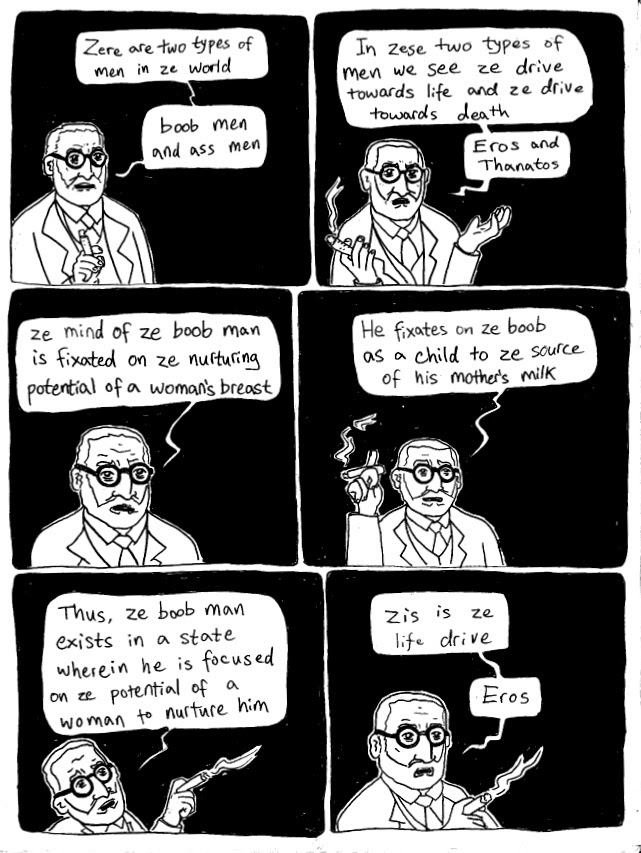 Zere are two types of
men in ze world
boob men
and ass men
In zese two types of
men we see ze drive
towards life and ze drive
towards death
Eros and
Thanatos
ze mind of ze boob man
is fixated on ze nurturing
potential of a woman's breast
He fixates on ze boob
as a child to ze source
of his mother's milk
Thus, ze boob man
exists in a state
wherein he is focused
on ze potential of a
woman to nurture him
Zis is ze
life drive
Eros